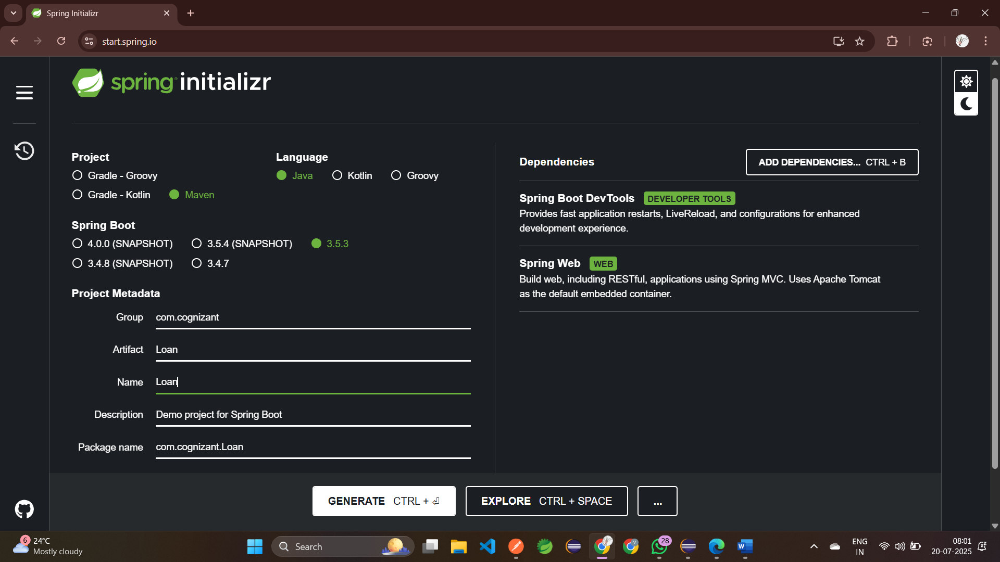 Spring Initializr
start.spring.io
spring initializr
Project
Gradle - Groovy
Gradle - Kotlin
Maven
Language
Java
Kotlin
Groovy
Spring Boot
4.0.0 (SNAPSHOT)
3.5.4 (SNAPSHOT)
3.5.3
3.4.8 (SNAPSHOT)
3.4.7
Project Metadata
Group com.cognizant
Artifact Loan
Name Loan
Description Demo project for Spring Boot
Package name com.cognizant.Loan
Dependencies
ADD DEPENDENCIES... CTRL + B
Spring Boot DevTools DEVELOPER TOOLS
Provides fast application restarts, LiveReload, and configurations for enhanced
development experience.
Spring Web WEB
Build web, including RESTful, applications using Spring MVC. Uses Apache Tomcat
as the default embedded container.
GENERATE CTRL + ⏎
EXPLORE CTRL + SPACE
...
6
24°C
Mostly cloudy
Search
V
28
W
ENG
IN
08:01
20-07-2025